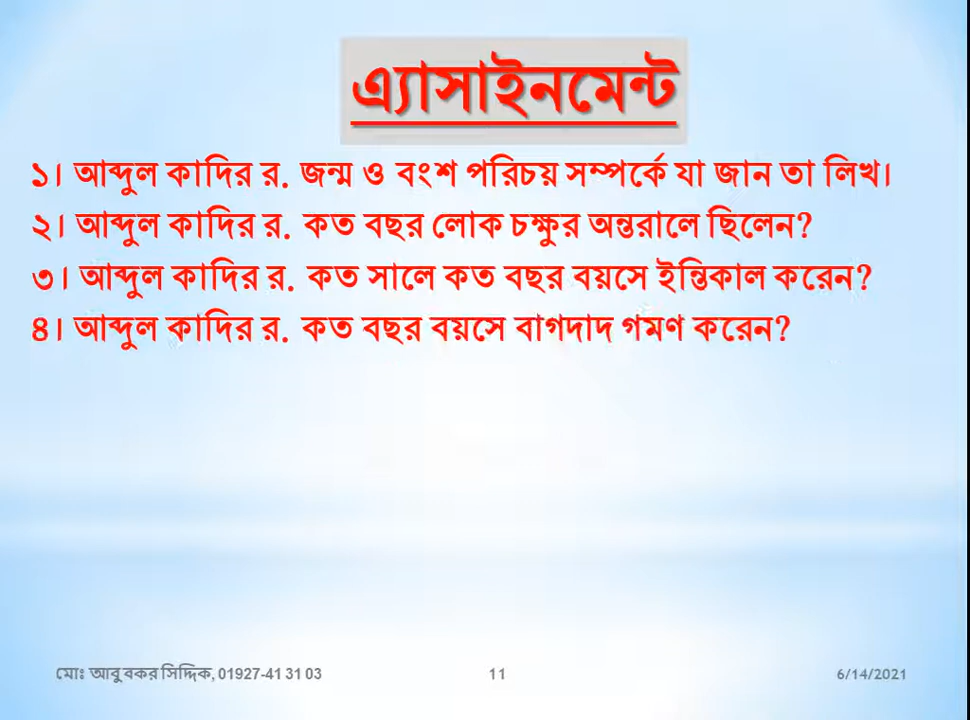 এ্যাসাইনমেন্ট
১। আব্দুল কাদির র. জন্ম ও বংশ পরিচয় সম্পর্কে যা জান তা লিখ।
২। আব্দুল কাদির র. কত বছর লোক চক্ষুর অন্তরালে ছিলেন?
৩। আব্দুল কাদির র. কত সালে কত বছর বয়সে ইন্তিকাল করেন?
৪। আব্দুল কাদির র. কত বছর বয়সে বাগদাদ গমণ করেন?
মোঃ আবু বকর সিদ্দিক, 01927-41 31 03 11 6/14/2021